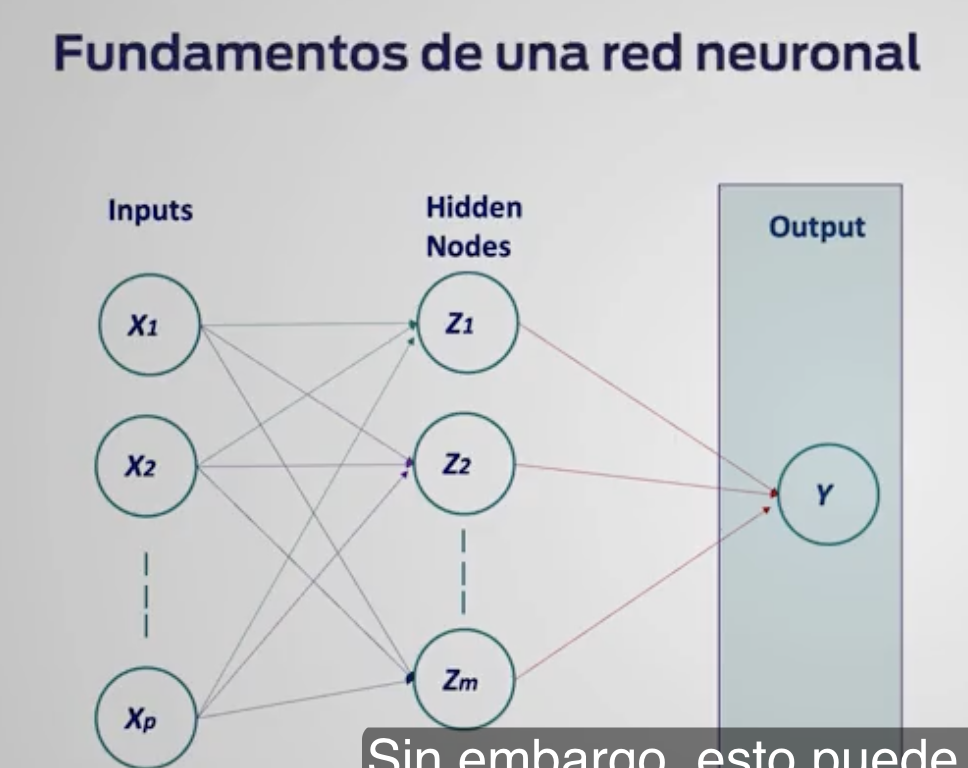 Fundamentos de una red neuronal
Inputs
Hidden
Nodes
Output
X1
Z1
X2
Z2
Y
Xp
Zm
Sin embargo, esto puede